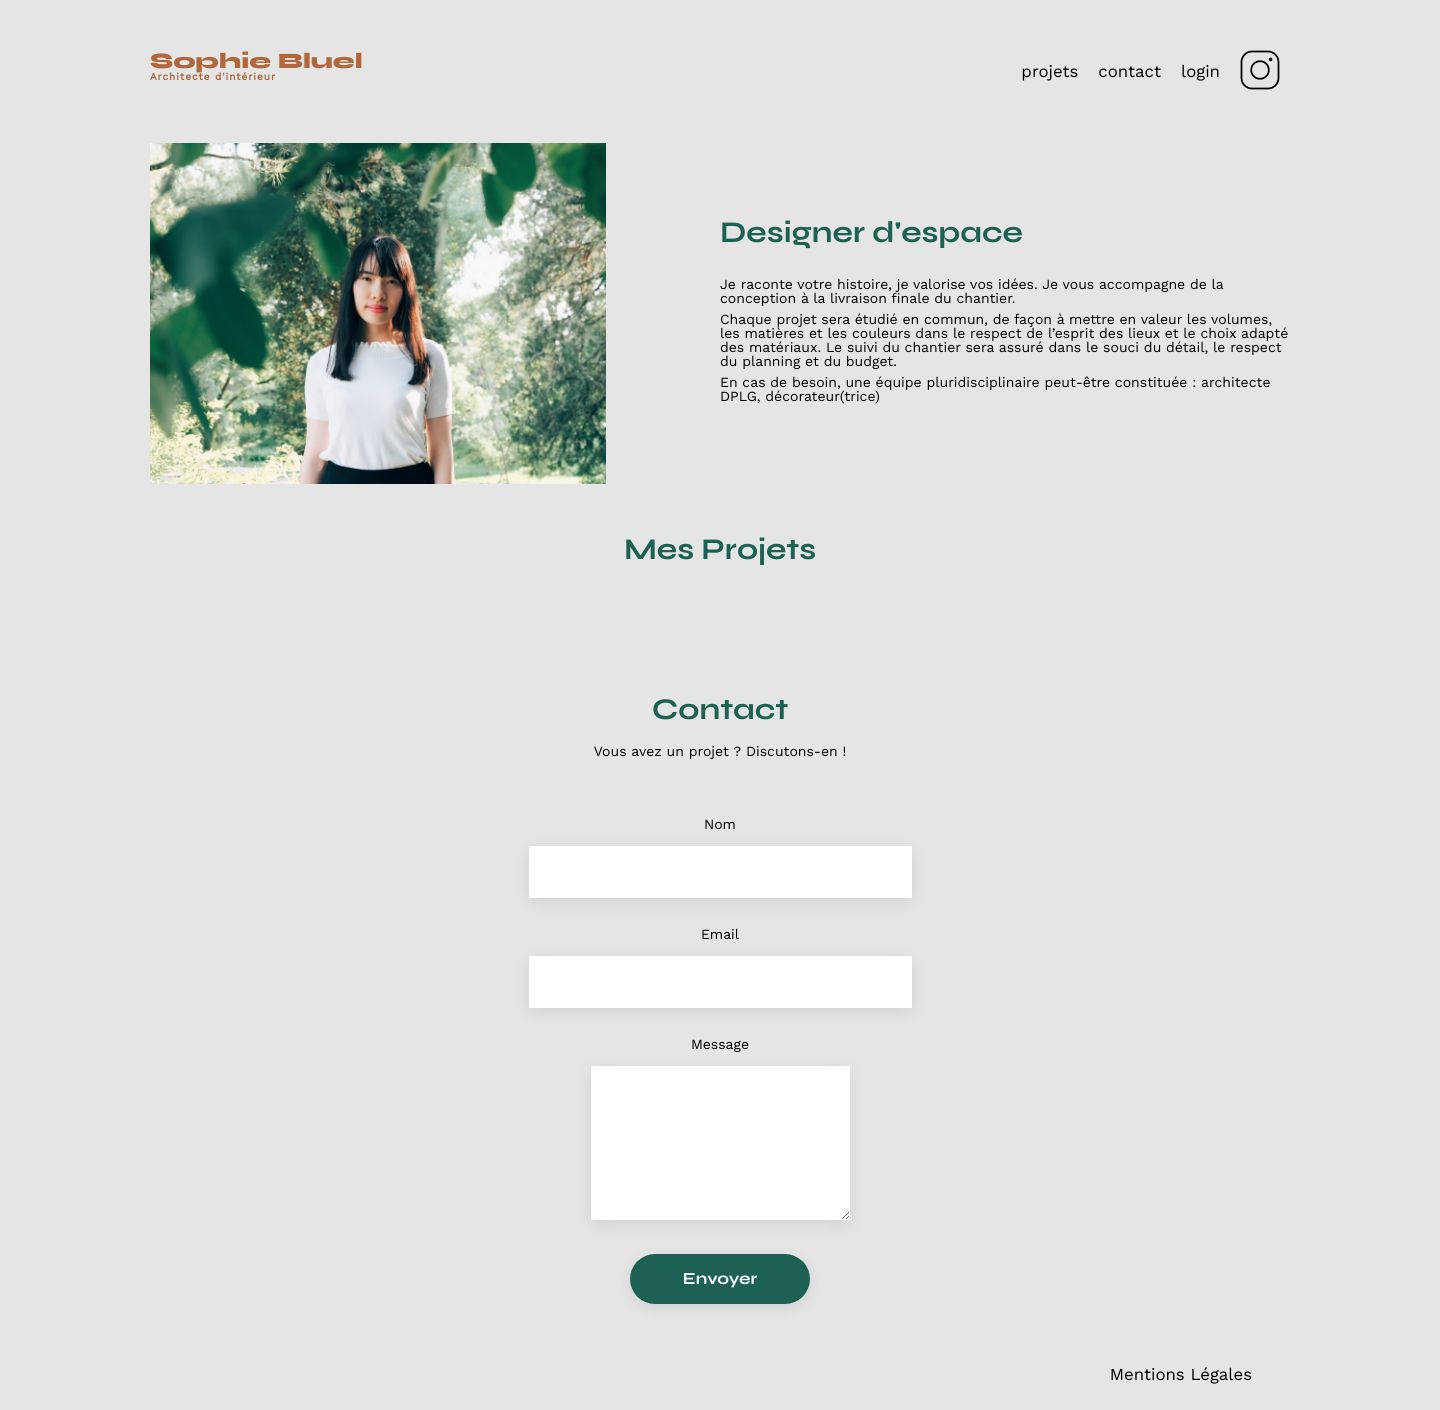 Sophie Bluel
Architecte d'intérieur
projets
contact
login
Designer d'espace
Je raconte votre histoire, je valorise vos idées. Je vous accompagne de la
conception à la livraison finale du chantier.
Chaque projet sera étudié en commun, de façon à mettre en valeur les volumes,
les matières et les couleurs dans le respect de l’esprit des lieux et le choix adapté
des matériaux. Le suivi du chantier sera assuré dans le souci du détail, le respect
du planning et du budget.
En cas de besoin, une équipe pluridisciplinaire peut-être constituée : architecte
DPLG, décorateur(trice)
Mes Projets
Contact
Vous avez un projet ? Discutons-en !
Nom
Email
Message
Envoyer
Mentions Légales